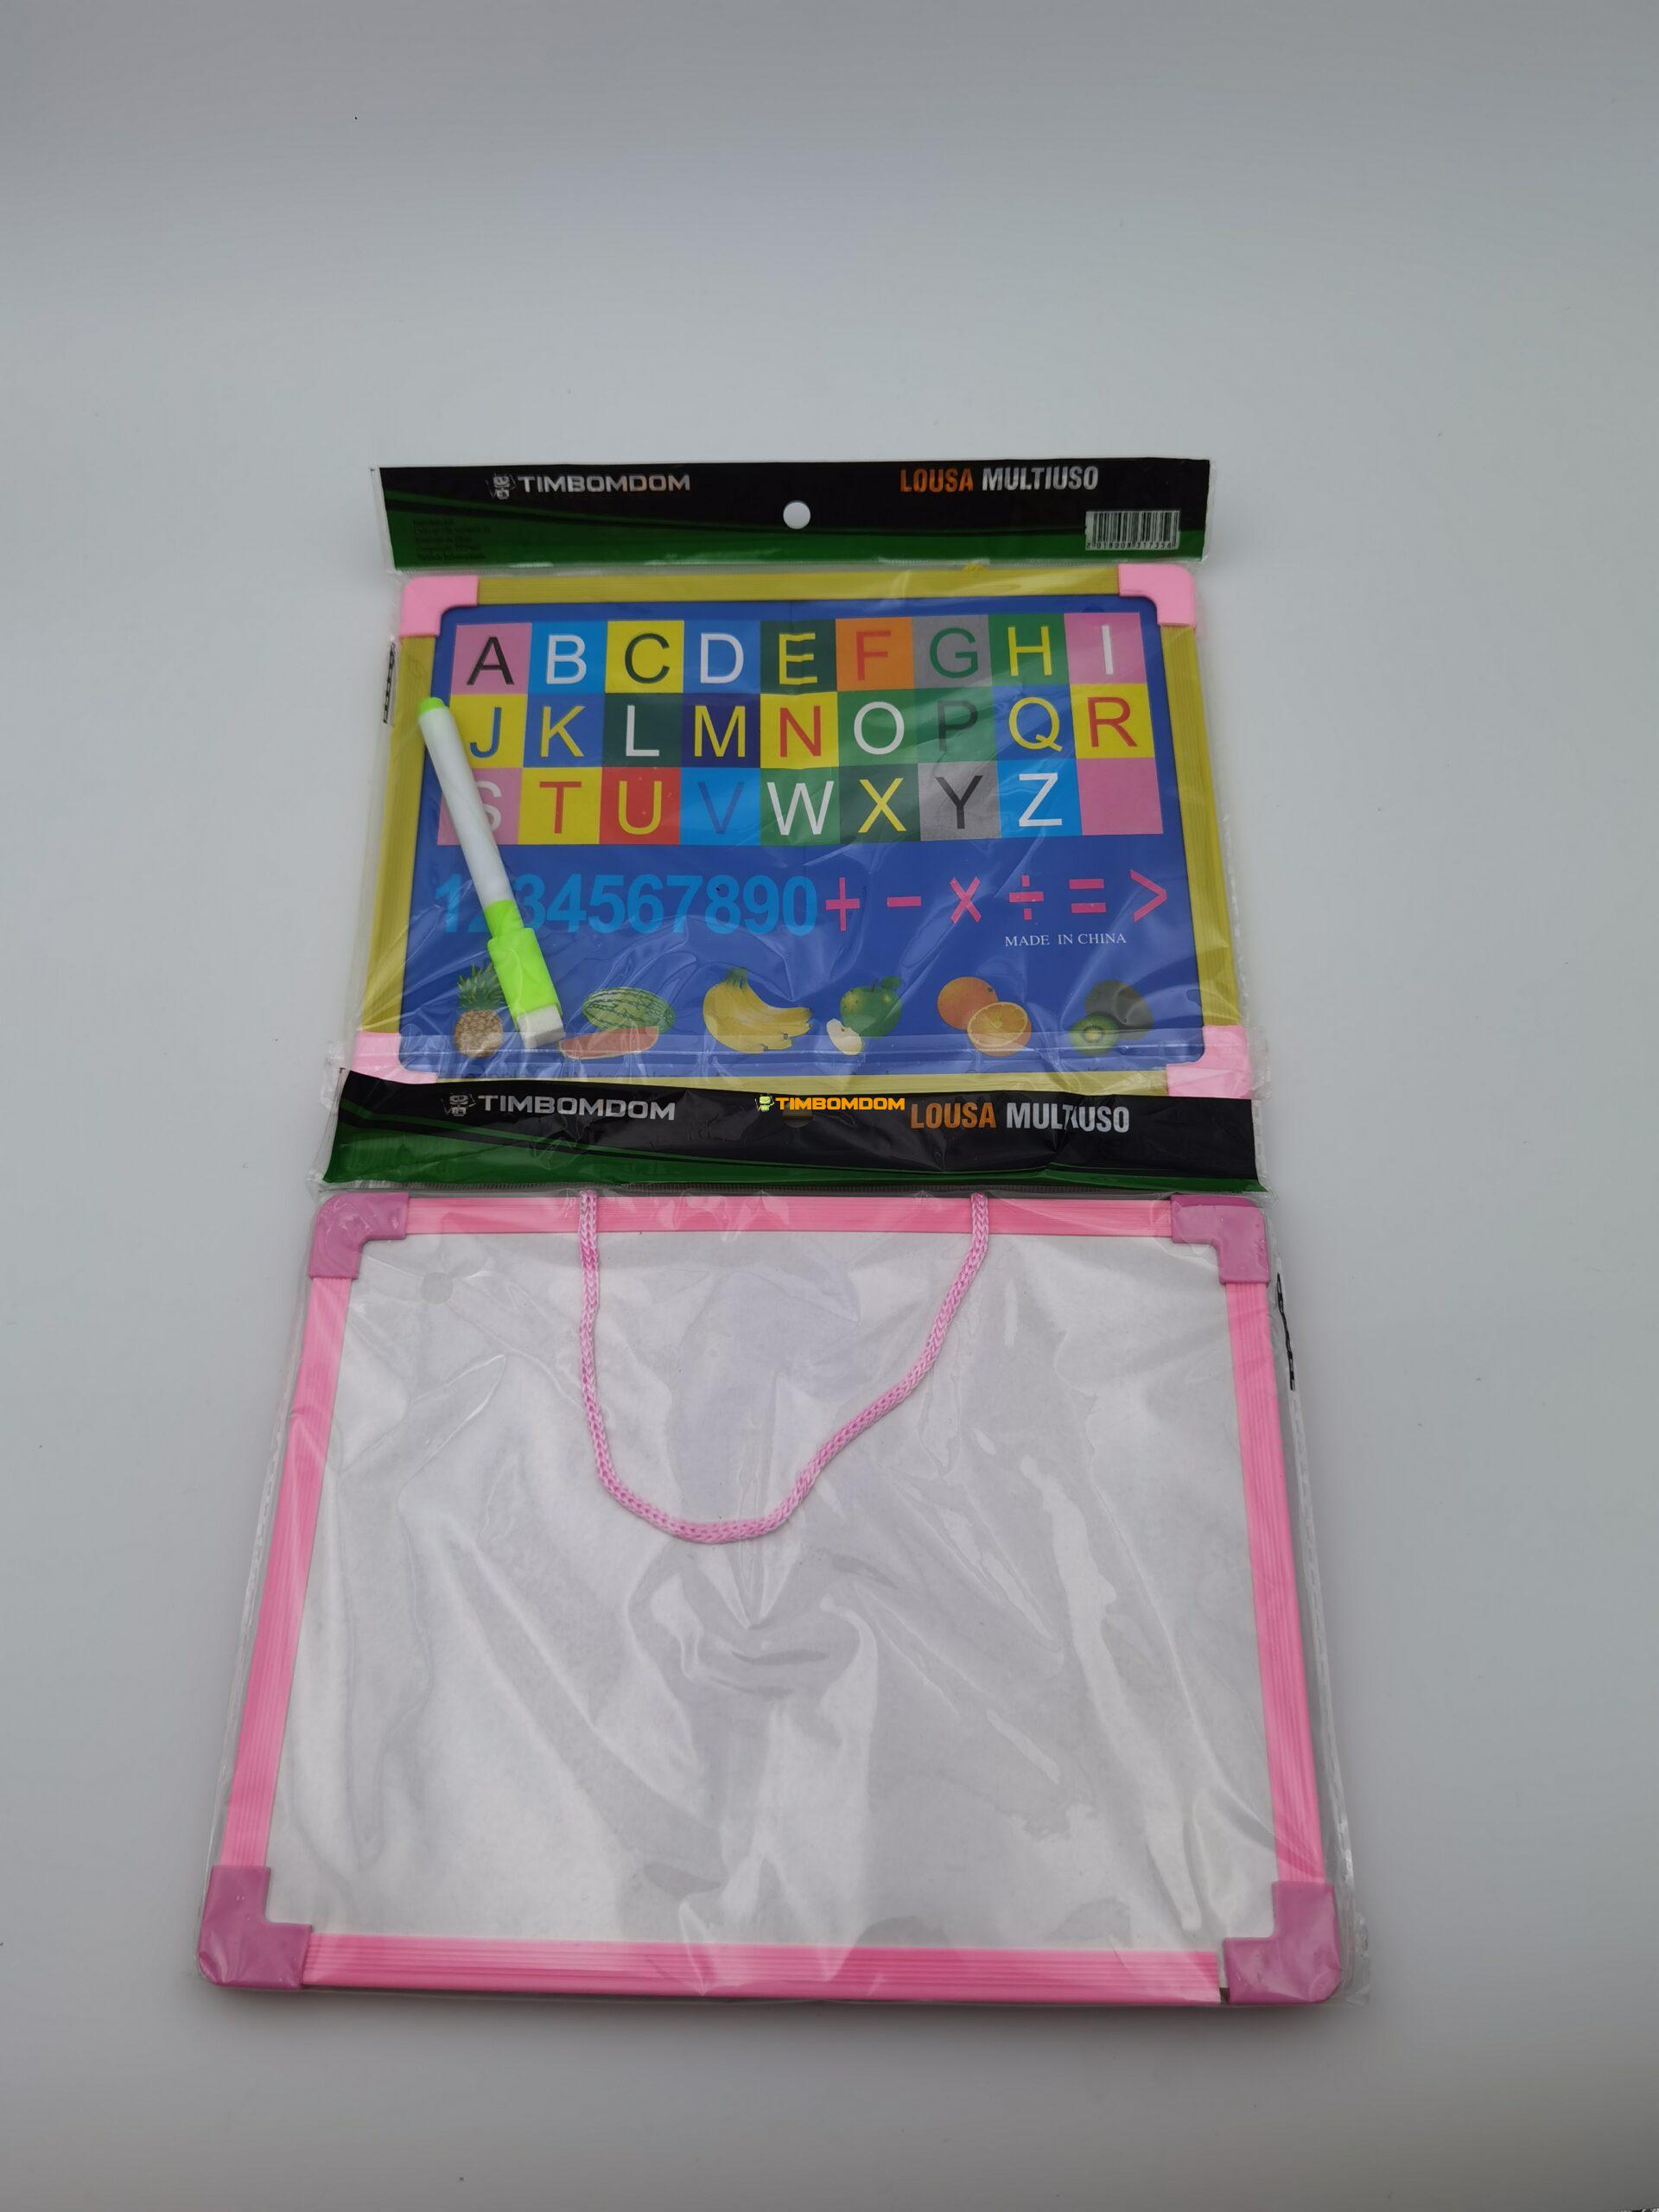 TIMBOMDOM
LOUSA MULTIUSO
A B C D E F G H I
J K L M N O P Q R
S T U V W X Y Z
1234567890+ - x ÷ = >
MADE IN CHINA
TIMBOMDOM
TIMBOMDOM
LOUSA MULTIUSO